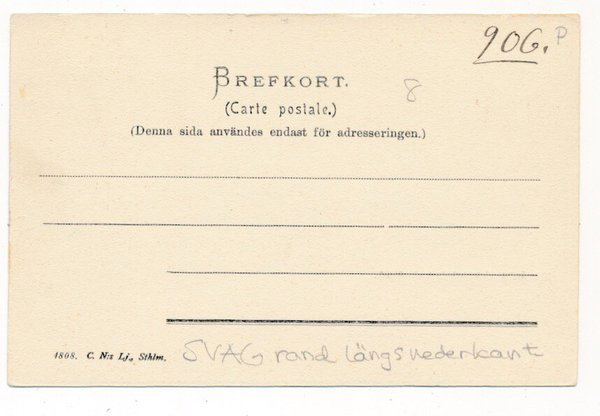 906. P
BREFKORT.
8
(Carte postale.)
(Denna sida användes endast för adresseringen.)
1808. C. N:s Lj., Sthlm.
SVAG rand längs nederkant